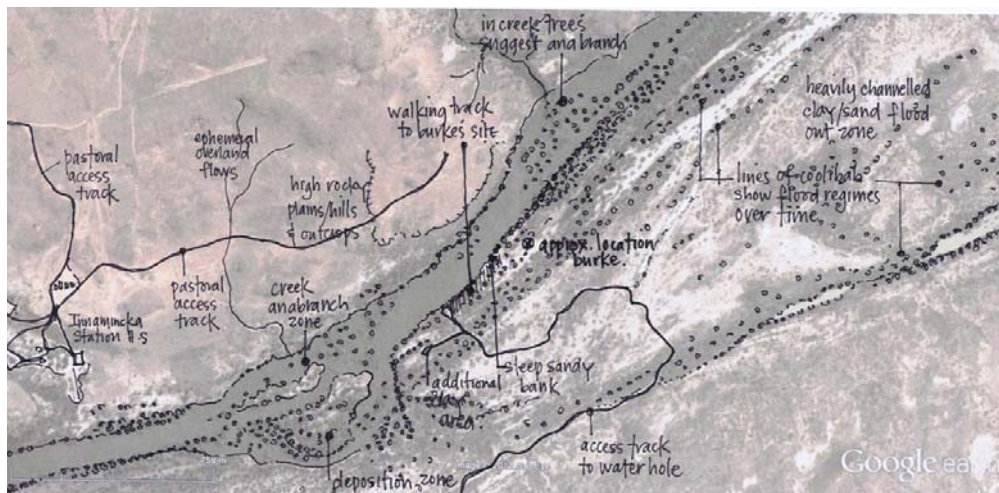 in creek trees
suggest anabranch
walking track
to burkes site
heavily channelled
clay/sand flood
out zone
pastoral
access
track
ephemeral
overland
flows
high rock
plains/hills
& outcrops
lines of coolibah
show flood regimes
over time
approx. location
burke.
pastoral
access
track
creek
anabranch
zone
Innamincka
Station H.S
steep sandy
bank
additional
area.
access track
to water hole
deposition zone
Google earth